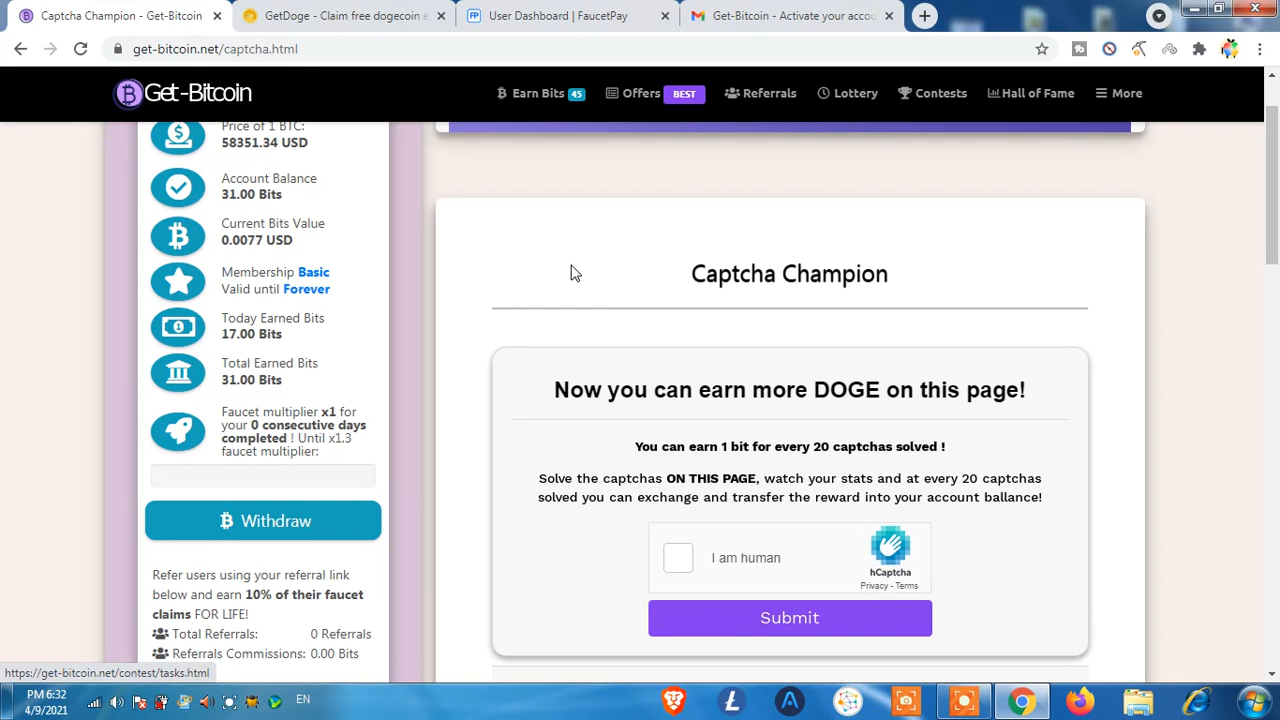 Captcha Champion - Get-Bitcoin
GetDoge - Claim free dogecoin e
User Dashboard | FaucetPay
Get-Bitcoin - Activate your accou
get-bitcoin.net/captcha.html
Get-Bitcoin
Earn Bits 45
Offers BEST
Referrals
Lottery
Contests
Hall of Fame
More
Price of 1 BTC:
58351.34 USD
Account Balance
31.00 Bits
Current Bits Value
0.0077 USD
Membership Basic
Valid until Forever
Today Earned Bits
17.00 Bits
Total Earned Bits
31.00 Bits
Faucet multiplier x1 for
your 0 consecutive days
completed ! Until x1.3
faucet multiplier:
Withdraw
Refer users using your referral link
below and earn 10% of their faucet
claims FOR LIFE!
Total Referrals: 0 Referrals
Referrals Commissions: 0.00 Bits
Captcha Champion
Now you can earn more DOGE on this page!
You can earn 1 bit for every 20 captchas solved !
Solve the captchas ON THIS PAGE, watch your stats and at every 20 captchas
solved you can exchange and transfer the reward into your account ballance!
I am human
hCaptcha
Privacy - Terms
Submit
https://get-bitcoin.net/contest/tasks.html
PM 6:32
4/9/2021
EN